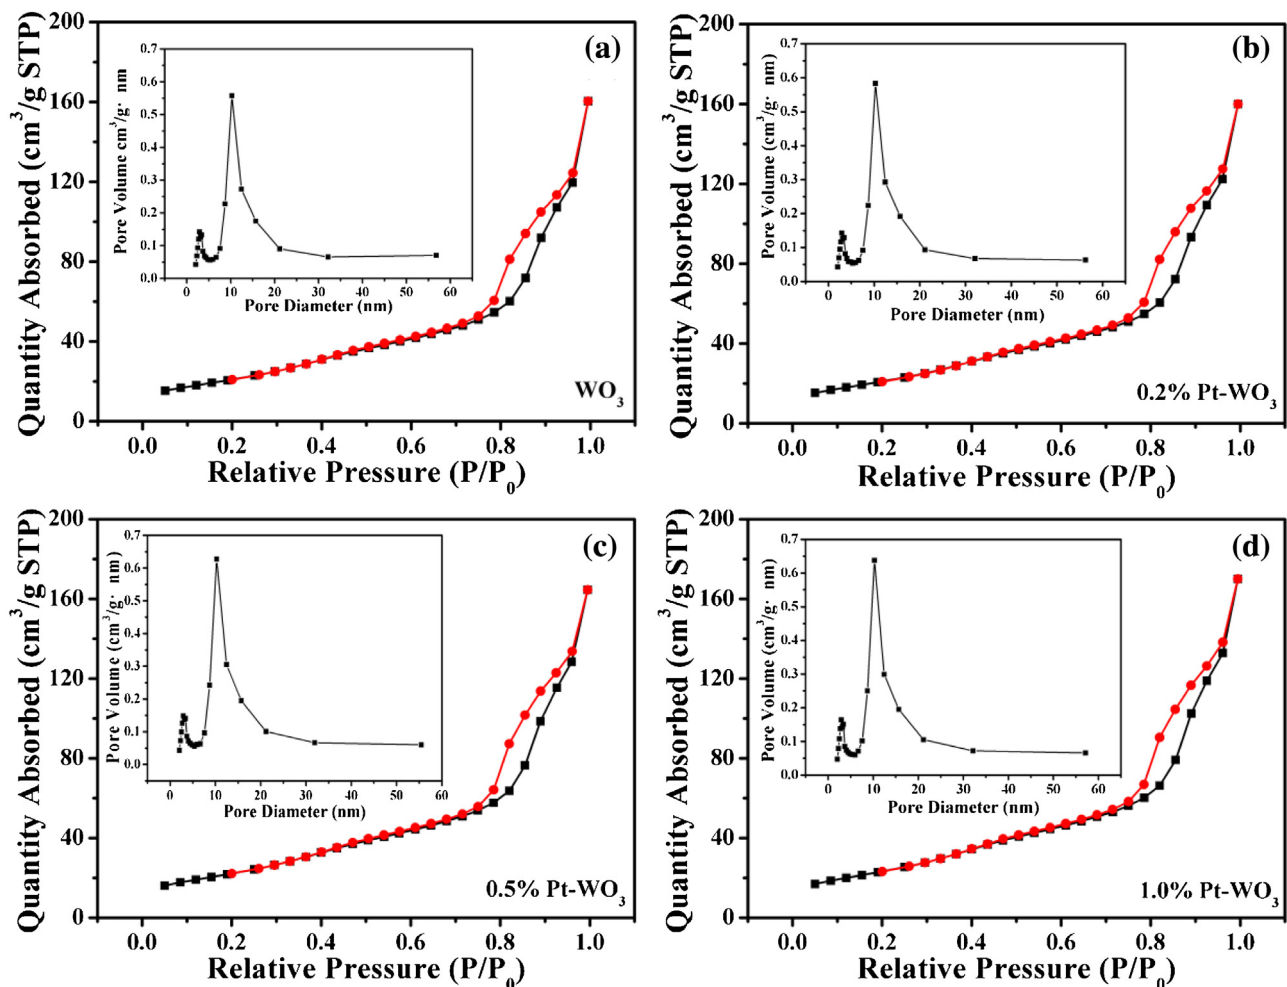 (a)
Quantity Absorbed (cm³/g STP)
200
160
120
80
40
0
Pore Volume cm³/g· nm
0.7
0.6
0.5
0.4
0.3
0.2
0.1
0.0
0 10 20 30 40 50 60
Pore Diameter (nm)
WO₃
0.0 0.2 0.4 0.6 0.8 1.0
Relative Pressure (P/P₀)
(b)
Quantity Absorbed (cm³/g STP)
200
160
120
80
40
0
Pore Volume (cm³/g· nm)
0.7
0.6
0.5
0.4
0.3
0.2
0.1
0.0
0 10 20 30 40 50 60
Pore Diameter (nm)
0.2% Pt-WO₃
0.0 0.2 0.4 0.6 0.8 1.0
Relative Pressure (P/P₀)
(c)
Quantity Absorbed (cm³/g STP)
200
160
120
80
40
0
Pore Volume (cm³/g· nm)
0.7
0.6
0.5
0.4
0.3
0.2
0.1
0.0
0 10 20 30 40 50 60
Pore Diameter (nm)
0.5% Pt-WO₃
0.0 0.2 0.4 0.6 0.8 1.0
Relative Pressure (P/P₀)
(d)
Quantity Absorbed (cm³/g STP)
200
160
120
80
40
0
Pore Volume (cm³/g· nm)
0.7
0.6
0.5
0.4
0.3
0.2
0.1
0.0
0 10 20 30 40 50 60
Pore Diameter (nm)
1.0% Pt-WO₃
0.0 0.2 0.4 0.6 0.8 1.0
Relative Pressure (P/P₀)